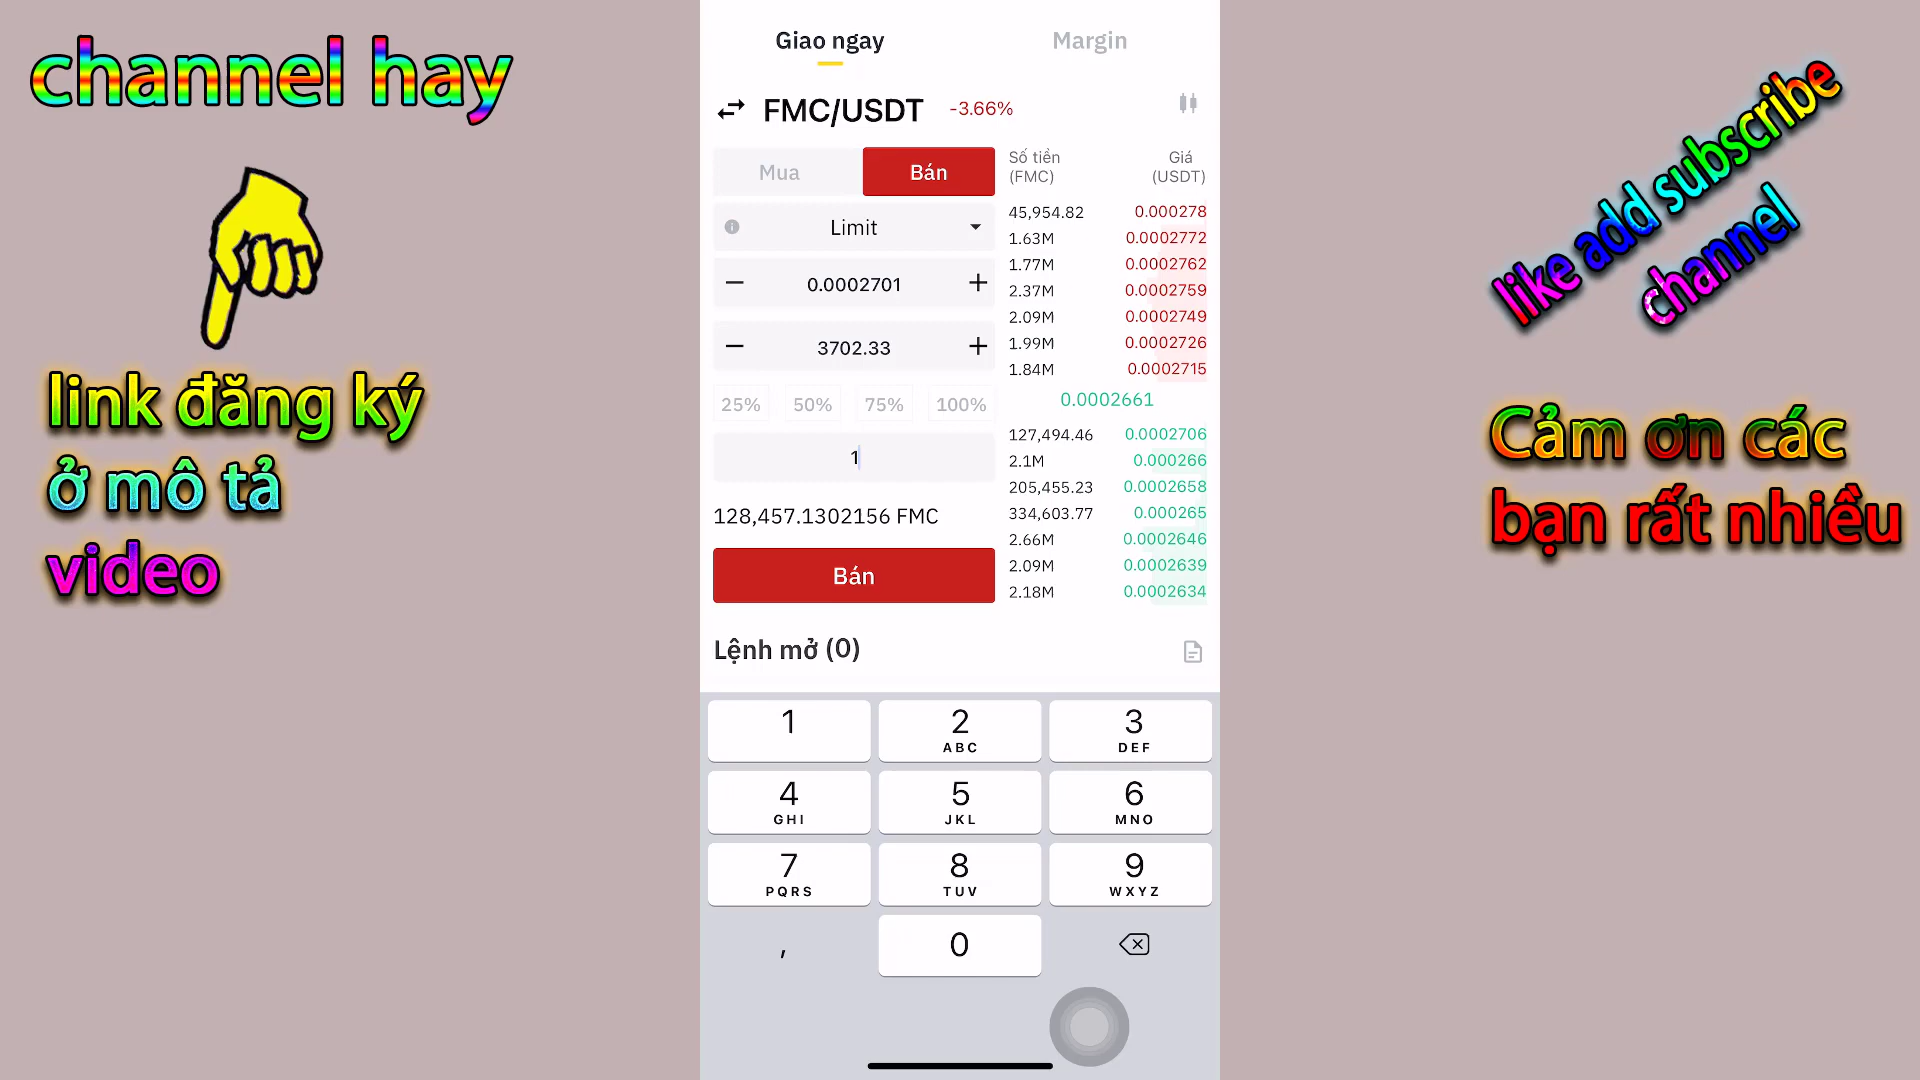 channel hay
link đăng ký
ở mô tả
video
Giao ngay
Margin
FMC/USDT
-3.66%
Mua
Bán
Limit
0.0002701
3702.33
25%
50%
75%
100%
1
128,457.1302156 FMC
Bán
Số tiền
(FMC)
Giá
(USDT)
45,954.82 0.000278
1.63M 0.0002772
1.77M 0.0002762
2.37M 0.0002759
2.09M 0.0002749
1.99M 0.0002726
1.84M 0.0002715
0.0002661
127,494.46 0.0002706
2.1M 0.000266
205,455.23 0.0002658
334,603.77 0.000265
2.66M 0.0002646
2.09M 0.0002639
2.18M 0.0002634
Lệnh mở (0)
1
2
ABC
3
DEF
4
GHI
5
JKL
6
MNO
7
PQRS
8
TUV
9
WXYZ
,
0
like add subscribe
channel
Cảm ơn các
bạn rất nhiều